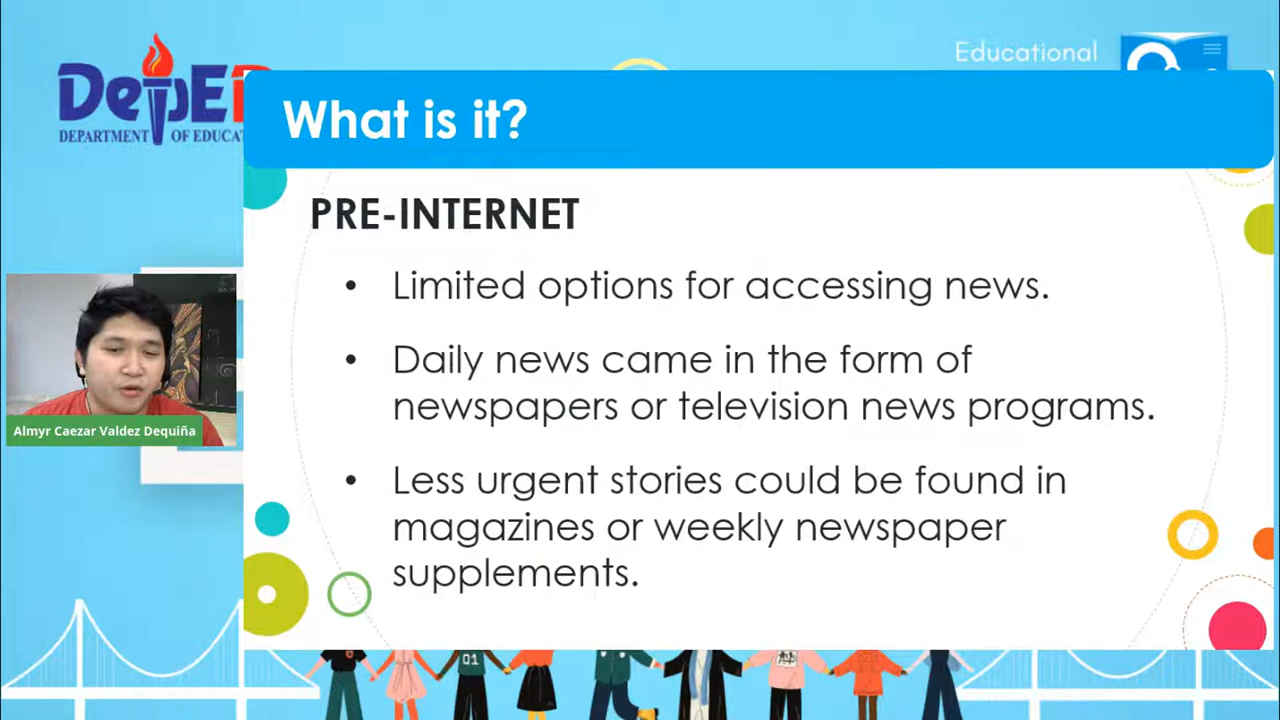 Educational
DepE
DEPARTMENT OF EDUCAT
What is it?
PRE-INTERNET
• Limited options for accessing news.
• Daily news came in the form of
newspapers or television news programs.
• Less urgent stories could be found in
magazines or weekly newspaper
supplements.
Almyr Caezar Valdez Dequiña
01